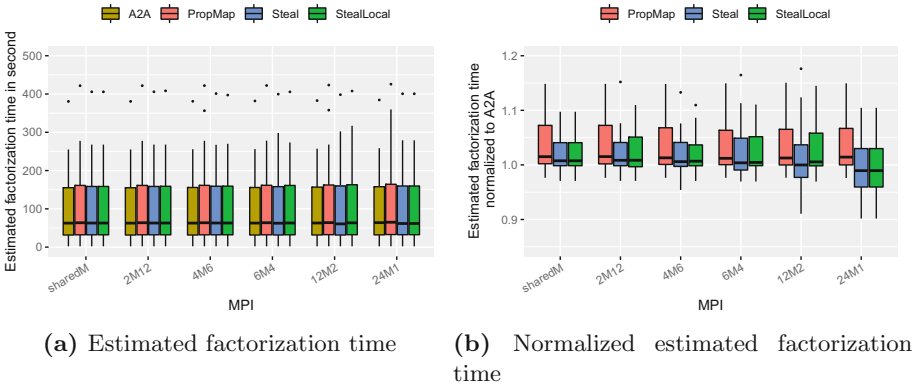 A2A PropMap Steal StealLocal
Estimated factorization time in second
500
400
300
200
100
0
sharedM 2M12 4M6 6M4 12M2 24M1
MPI
(a) Estimated factorization time
PropMap Steal StealLocal
Estimated factorization time
normalized to A2A
1.2
1.1
1.0
0.9
sharedM 2M12 4M6 6M4 12M2 24M1
MPI
(b) Normalized estimated factorization
time